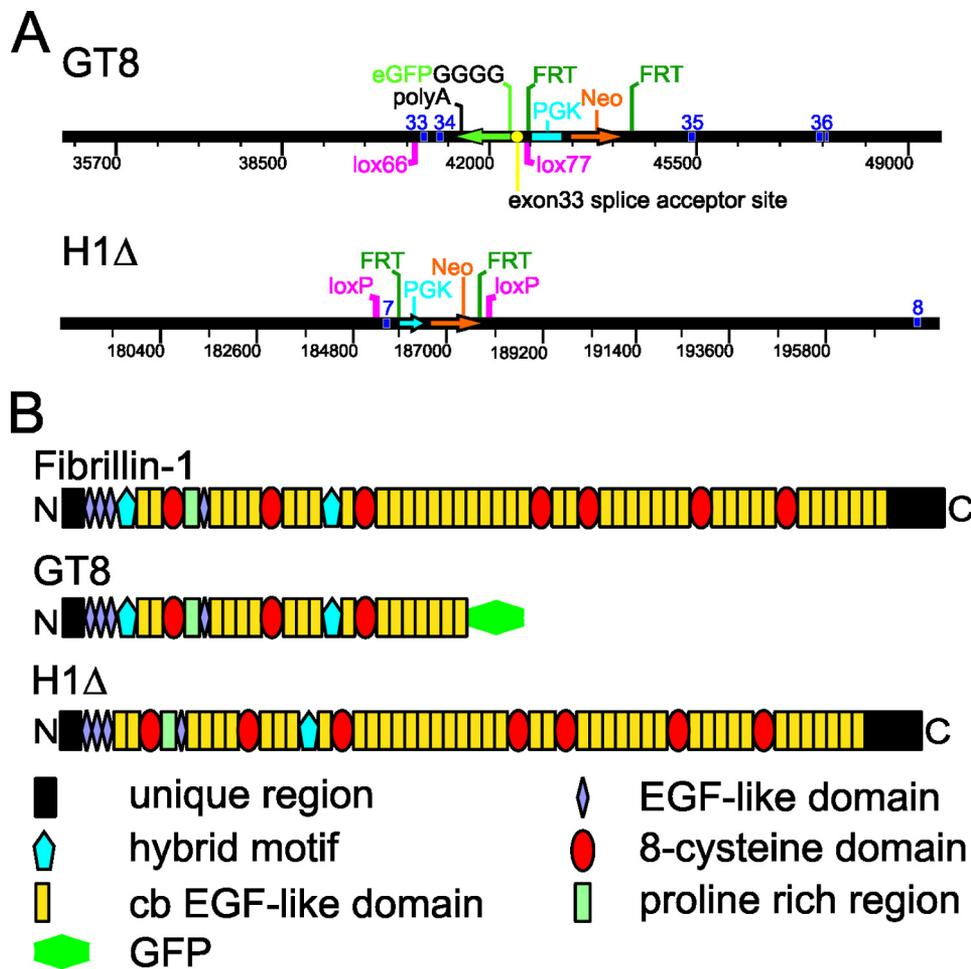 A
GT8
eGFPGGGG FRT FRT
polyA PGK Neo
33 34 35 36
35700 38500 lox66 42000 lox77 45500 49000
exon33 splice acceptor site
H1Δ
FRT Neo FRT
loxP PGK loxP
7 8
180400 182600 184800 187000 189200 191400 193600 195800
B
Fibrillin-1
N C
GT8
N
H1Δ
N C
unique region EGF-like domain
hybrid motif 8-cysteine domain
cb EGF-like domain proline rich region
GFP